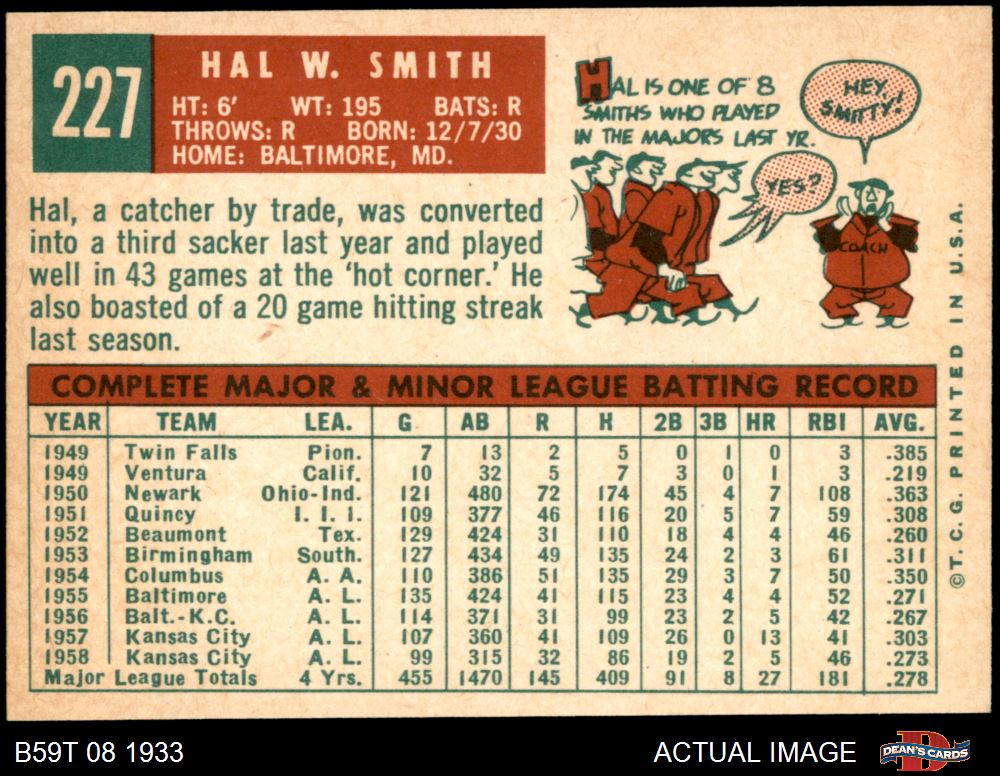 227
HAL W. SMITH
HT: 6' WT: 195 BATS: R
THROWS: R BORN: 12/7/30
HOME: BALTIMORE, MD.
HAL IS ONE OF 8
SMITHS WHO PLAYED
IN THE MAJORS LAST YR.
HEY, SMITTY!
YES?
COACH
Hal, a catcher by trade, was converted
into a third sacker last year and played
well in 43 games at the 'hot corner.' He
also boasted of a 20 game hitting streak
last season.
COMPLETE MAJOR & MINOR LEAGUE BATTING RECORD
YEAR TEAM LEA. G AB R H 2B 3B HR RBI AVG.
1949 Twin Falls Pion. 7 13 2 5 0 1 0 3 .385
1949 Ventura Calif. 10 32 5 7 3 0 1 3 .219
1950 Newark Ohio-Ind. 121 480 72 174 45 4 7 108 .363
1951 Quincy I. I. I. 109 377 46 116 20 5 7 59 .308
1952 Beaumont Tex. 129 424 31 110 18 4 4 46 .260
1953 Birmingham South. 127 434 49 135 24 2 3 61 .311
1954 Columbus A. A. 110 386 51 135 29 3 7 50 .350
1955 Baltimore A. L. 135 424 41 115 23 4 4 52 .271
1956 Balt.-K.C. A. L. 114 371 31 99 23 2 5 42 .267
1957 Kansas City A. L. 107 360 41 109 26 0 13 41 .303
1958 Kansas City A. L. 99 315 32 86 19 2 5 46 .273
Major League Totals 4 Yrs. 455 1470 145 409 91 8 27 181 .278
©T. C. G. PRINTED IN U.S.A.
B59T 08 1933
ACTUAL IMAGE
DEAN'S CARDS